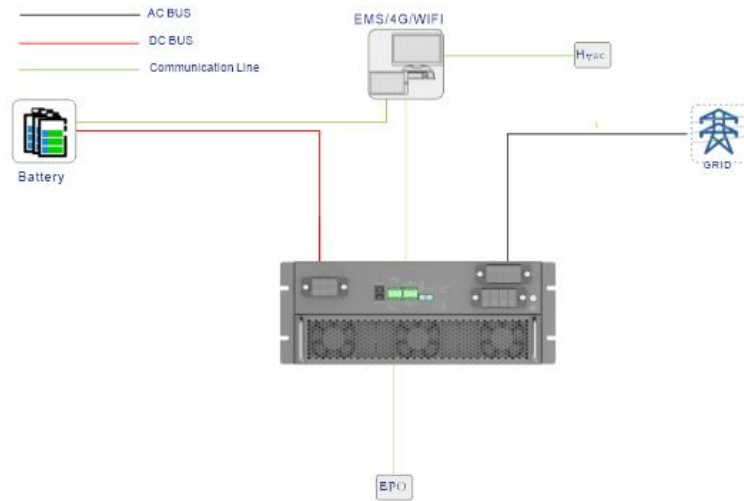 AC BUS
EMS/4G/WIFI
DC BUS
Communication Line
Hvac
Battery
GRID
EPO